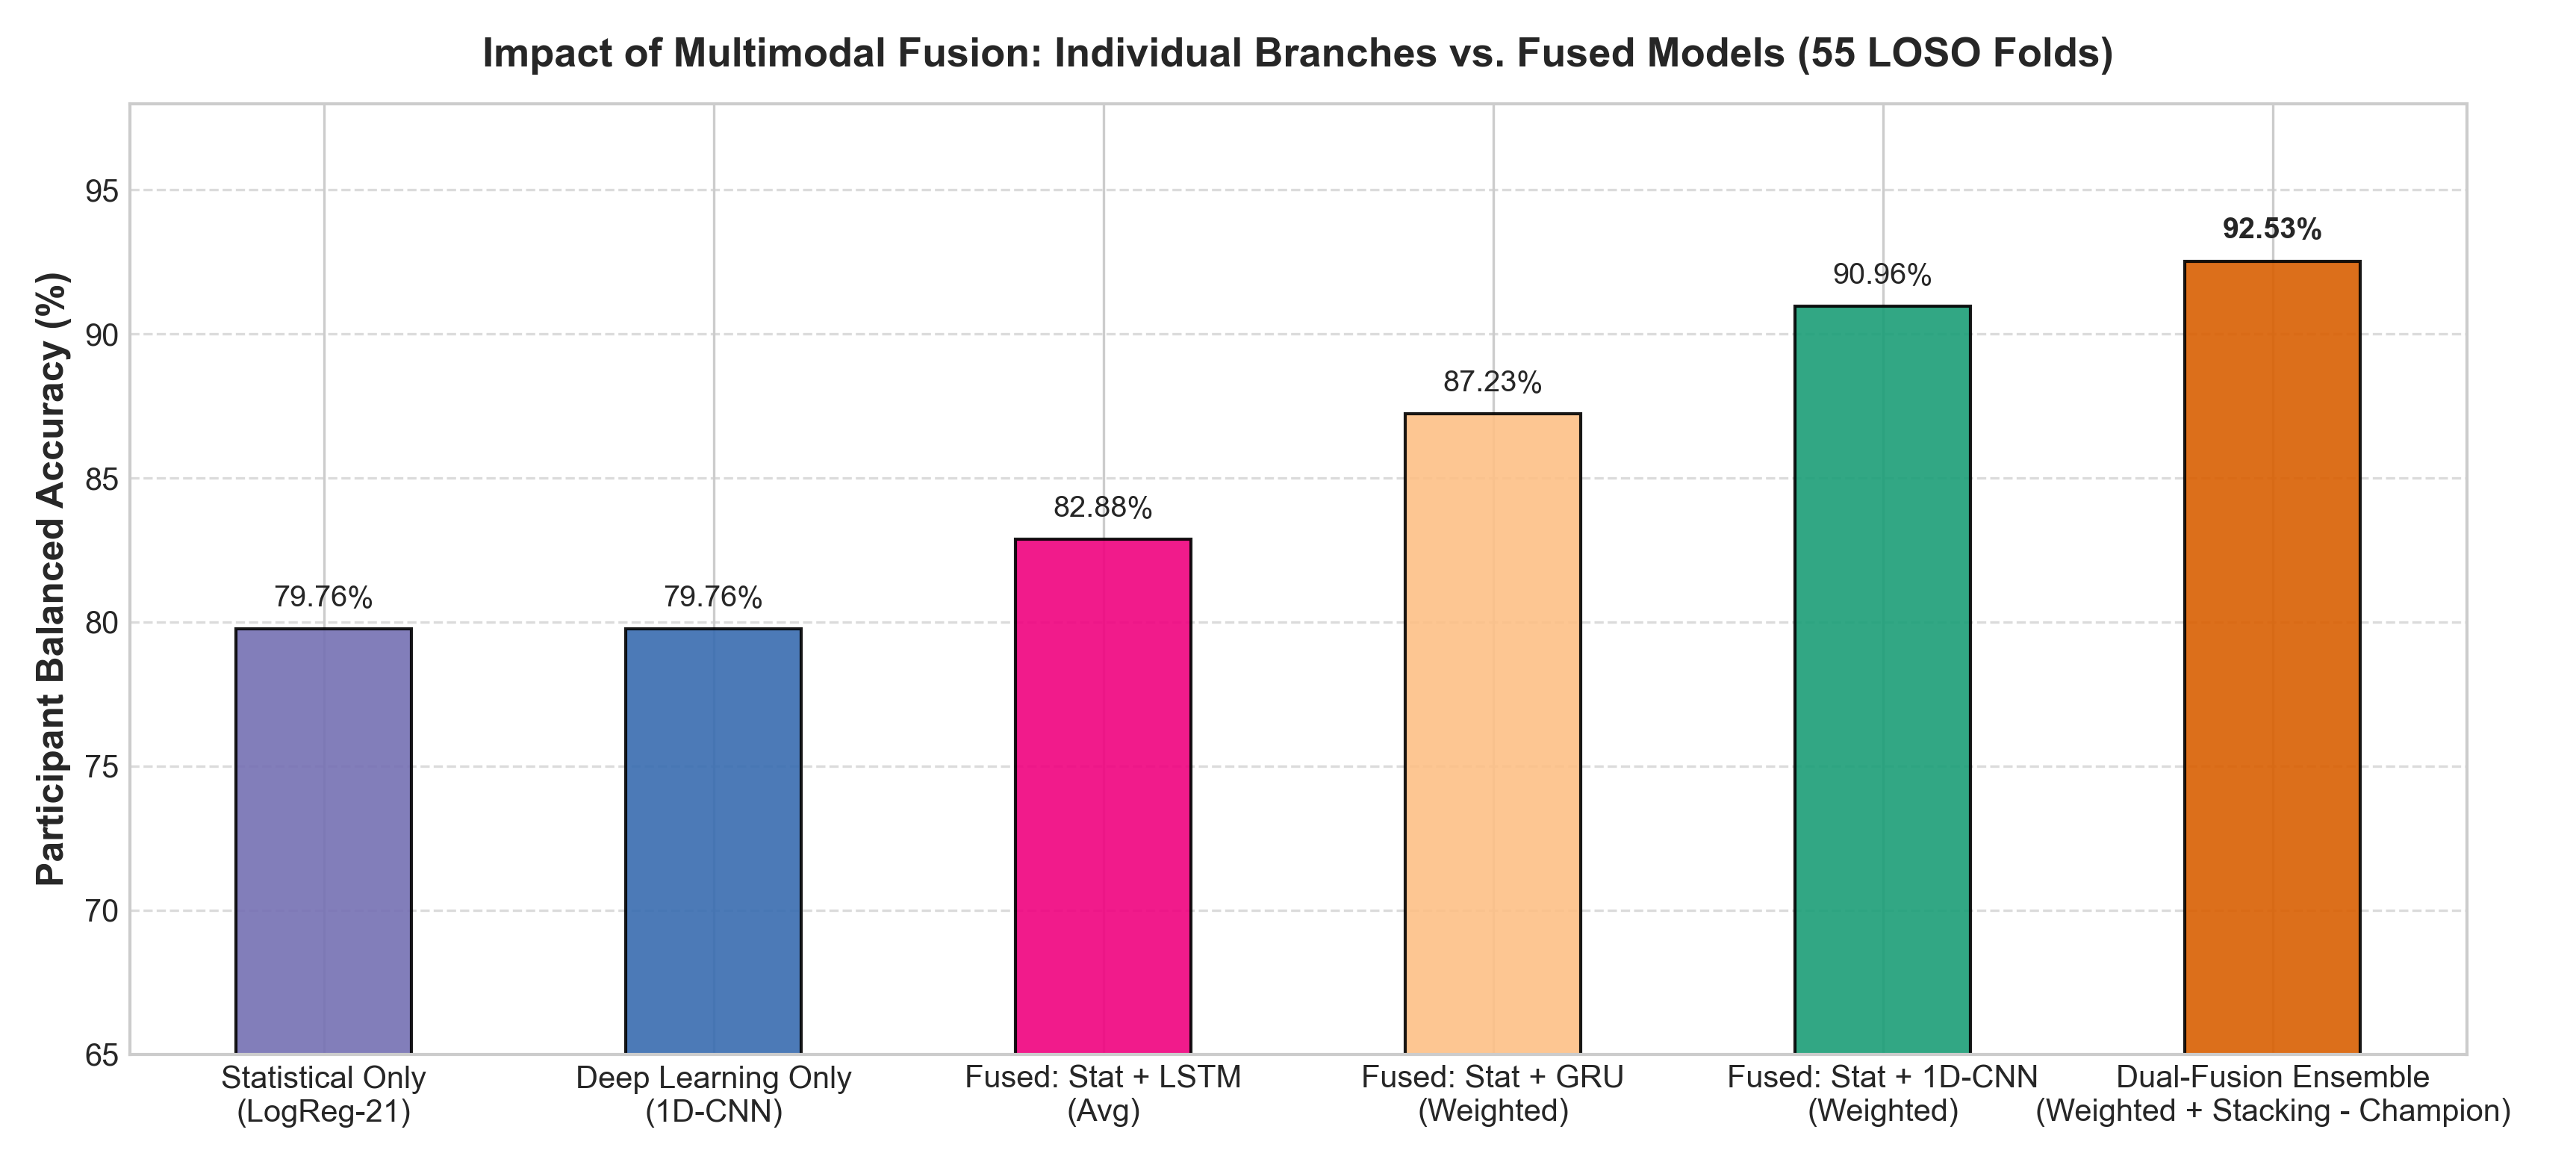 Impact of Multimodal Fusion: Individual Branches vs. Fused Models (55 LOSO Folds)
Participant Balanced Accuracy (%)
95
90
85
80
75
70
65
79.76%
79.76%
82.88%
87.23%
90.96%
92.53%
Statistical Only
(LogReg-21)
Deep Learning Only
(1D-CNN)
Fused: Stat + LSTM
(Avg)
Fused: Stat + GRU
(Weighted)
Fused: Stat + 1D-CNN
(Weighted)
Dual-Fusion Ensemble
(Weighted + Stacking - Champion)